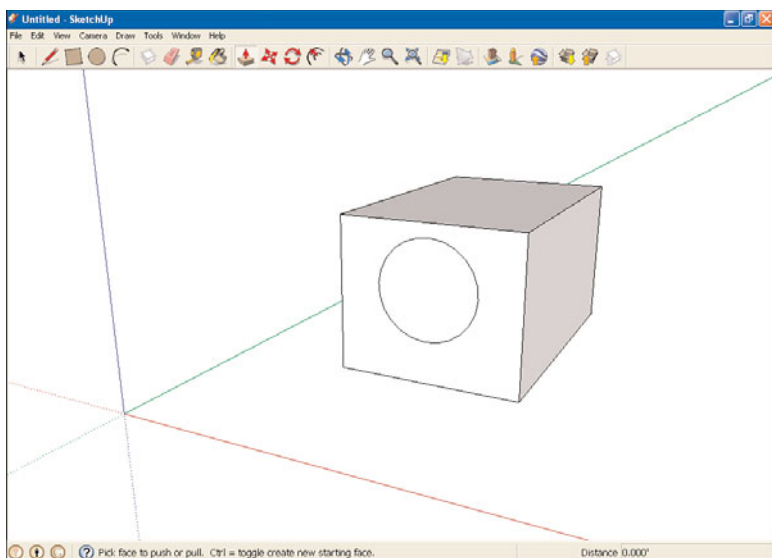 Untitled - SketchUp
File Edit View Camera Draw Tools Window Help
Pick face to push or pull. Ctrl = toggle create new starting face.
Distance 0.000"